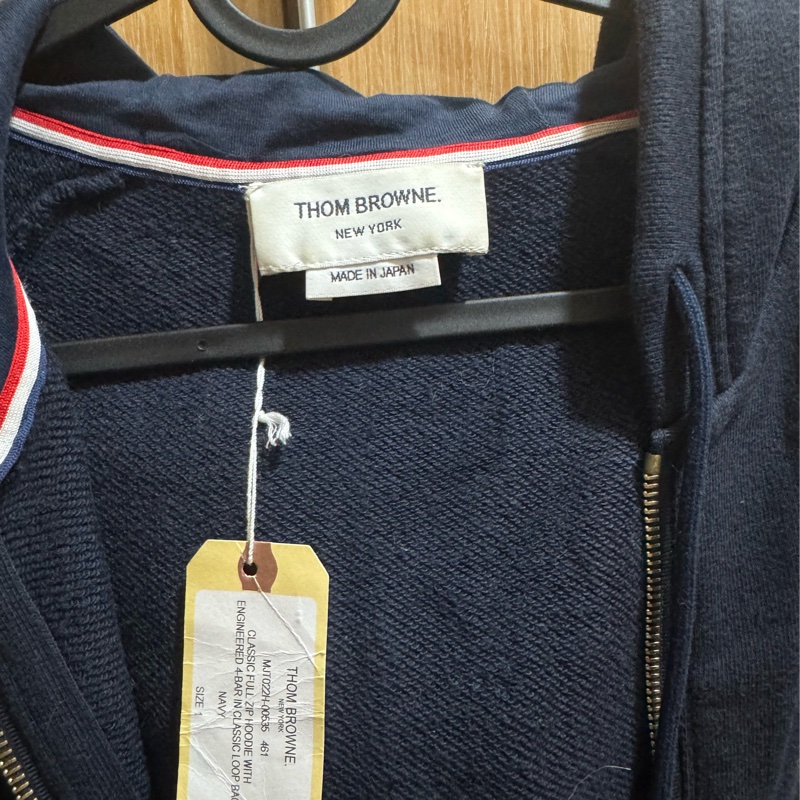 THOM BROWNE.
NEW YORK
MADE IN JAPAN
THOM BROWNE.
NEW YORK
MJT022H-00535 461
CLASSIC FULL ZIP HOODIE WITH
ENGINEERED 4-BAR IN CLASSIC LOOP
NAVY
SIZE 1